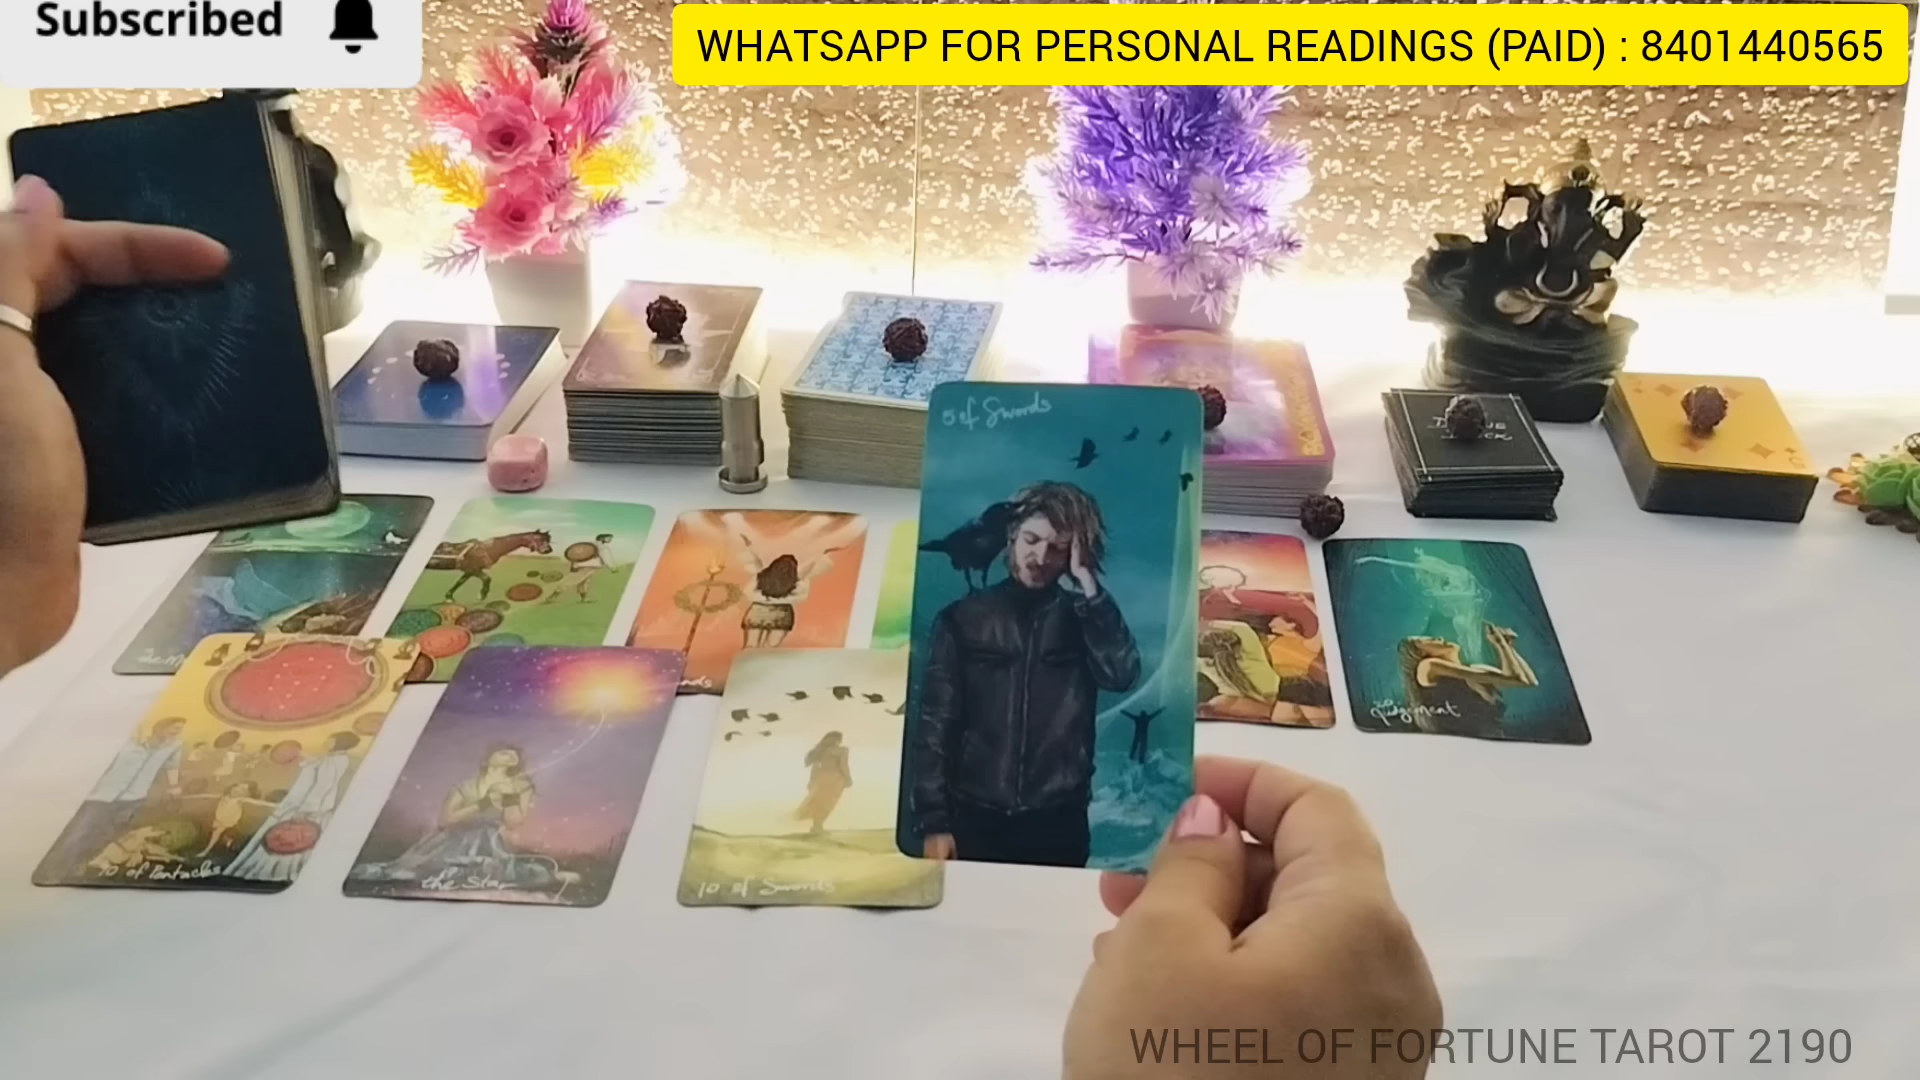 Subscribed
WHATSAPP FOR PERSONAL READINGS (PAID) : 8401440565
5 of Swords
Judgement
10 of Pentacles
the Star
10 of Swords
WHEEL OF FORTUNE TAROT 2190